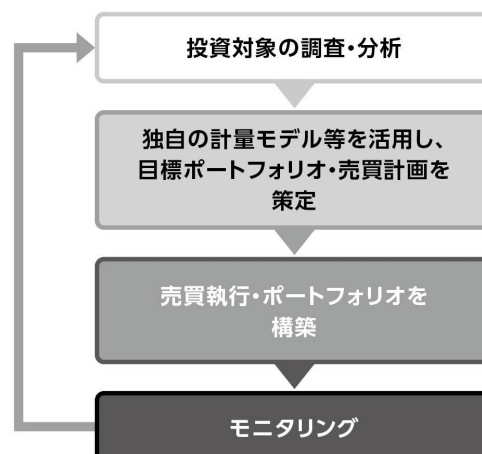 投資対象の調査・分析
独自の計量モデル等を活用し、
目標ポートフォリオ・売買計画を
策定
売買執行・ポートフォリオを
構築
モニタリング